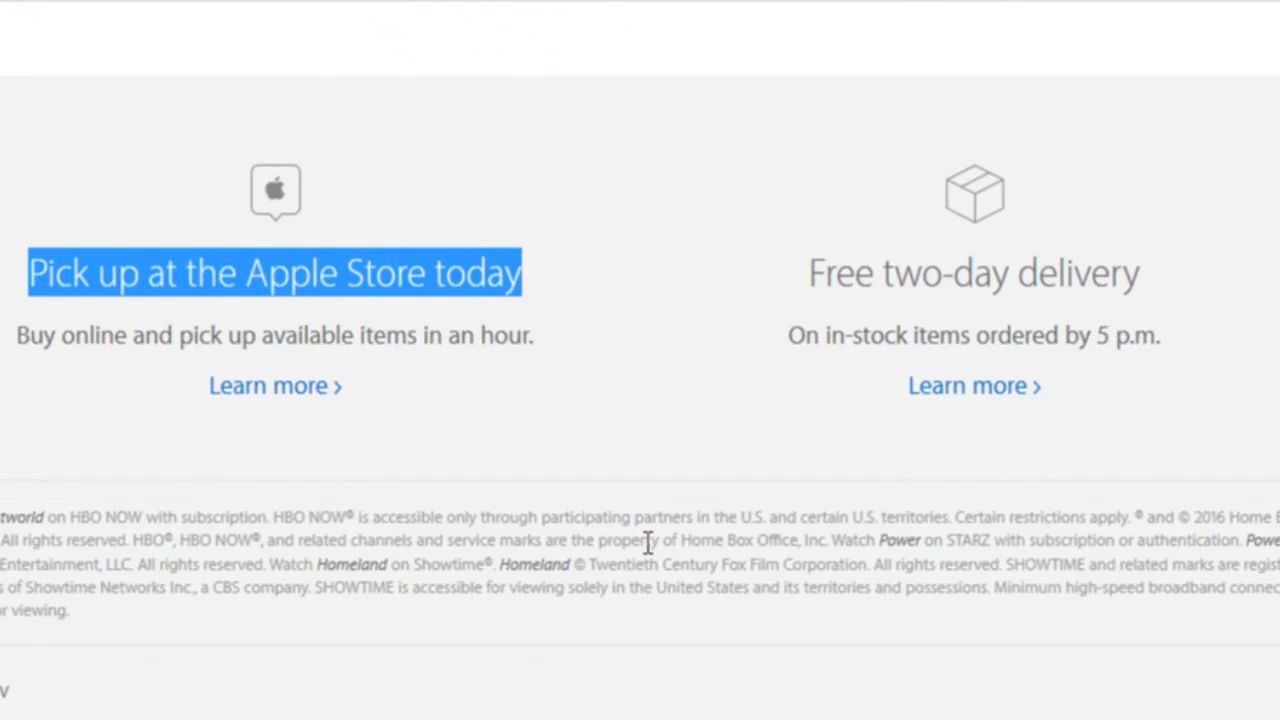 Pick up at the Apple Store today
Buy online and pick up available items in an hour.
Learn more ›
Free two-day delivery
On in-stock items ordered by 5 p.m.
Learn more ›
on HBO NOW with subscription. HBO NOW® is accessible only through participating partners in the U.S. and certain U.S. territories. Certain restrictions apply. ® and © 2016 Home
All rights reserved. HBO®, HBO NOW®, and related channels and service marks are the property of Home Box Office, Inc. Watch Power on STARZ with subscription or authentication.
Entertainment, LLC. All rights reserved. Watch Homeland on Showtime®. Homeland © Twentieth Century Fox Film Corporation. All rights reserved. SHOWTIME and related marks are
of Showtime Networks Inc., a CBS company. SHOWTIME is accessible for viewing solely in the United States and its territories and possessions. Minimum high-speed broadband
viewing.